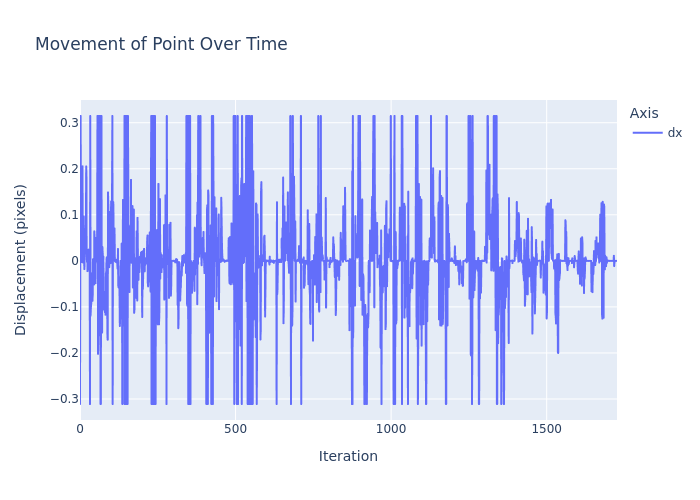 Movement of Point Over Time
Axis
dx
0.3
0.2
0.1
0
−0.1
−0.2
−0.3
Displacement (pixels)
0
500
1000
1500
Iteration